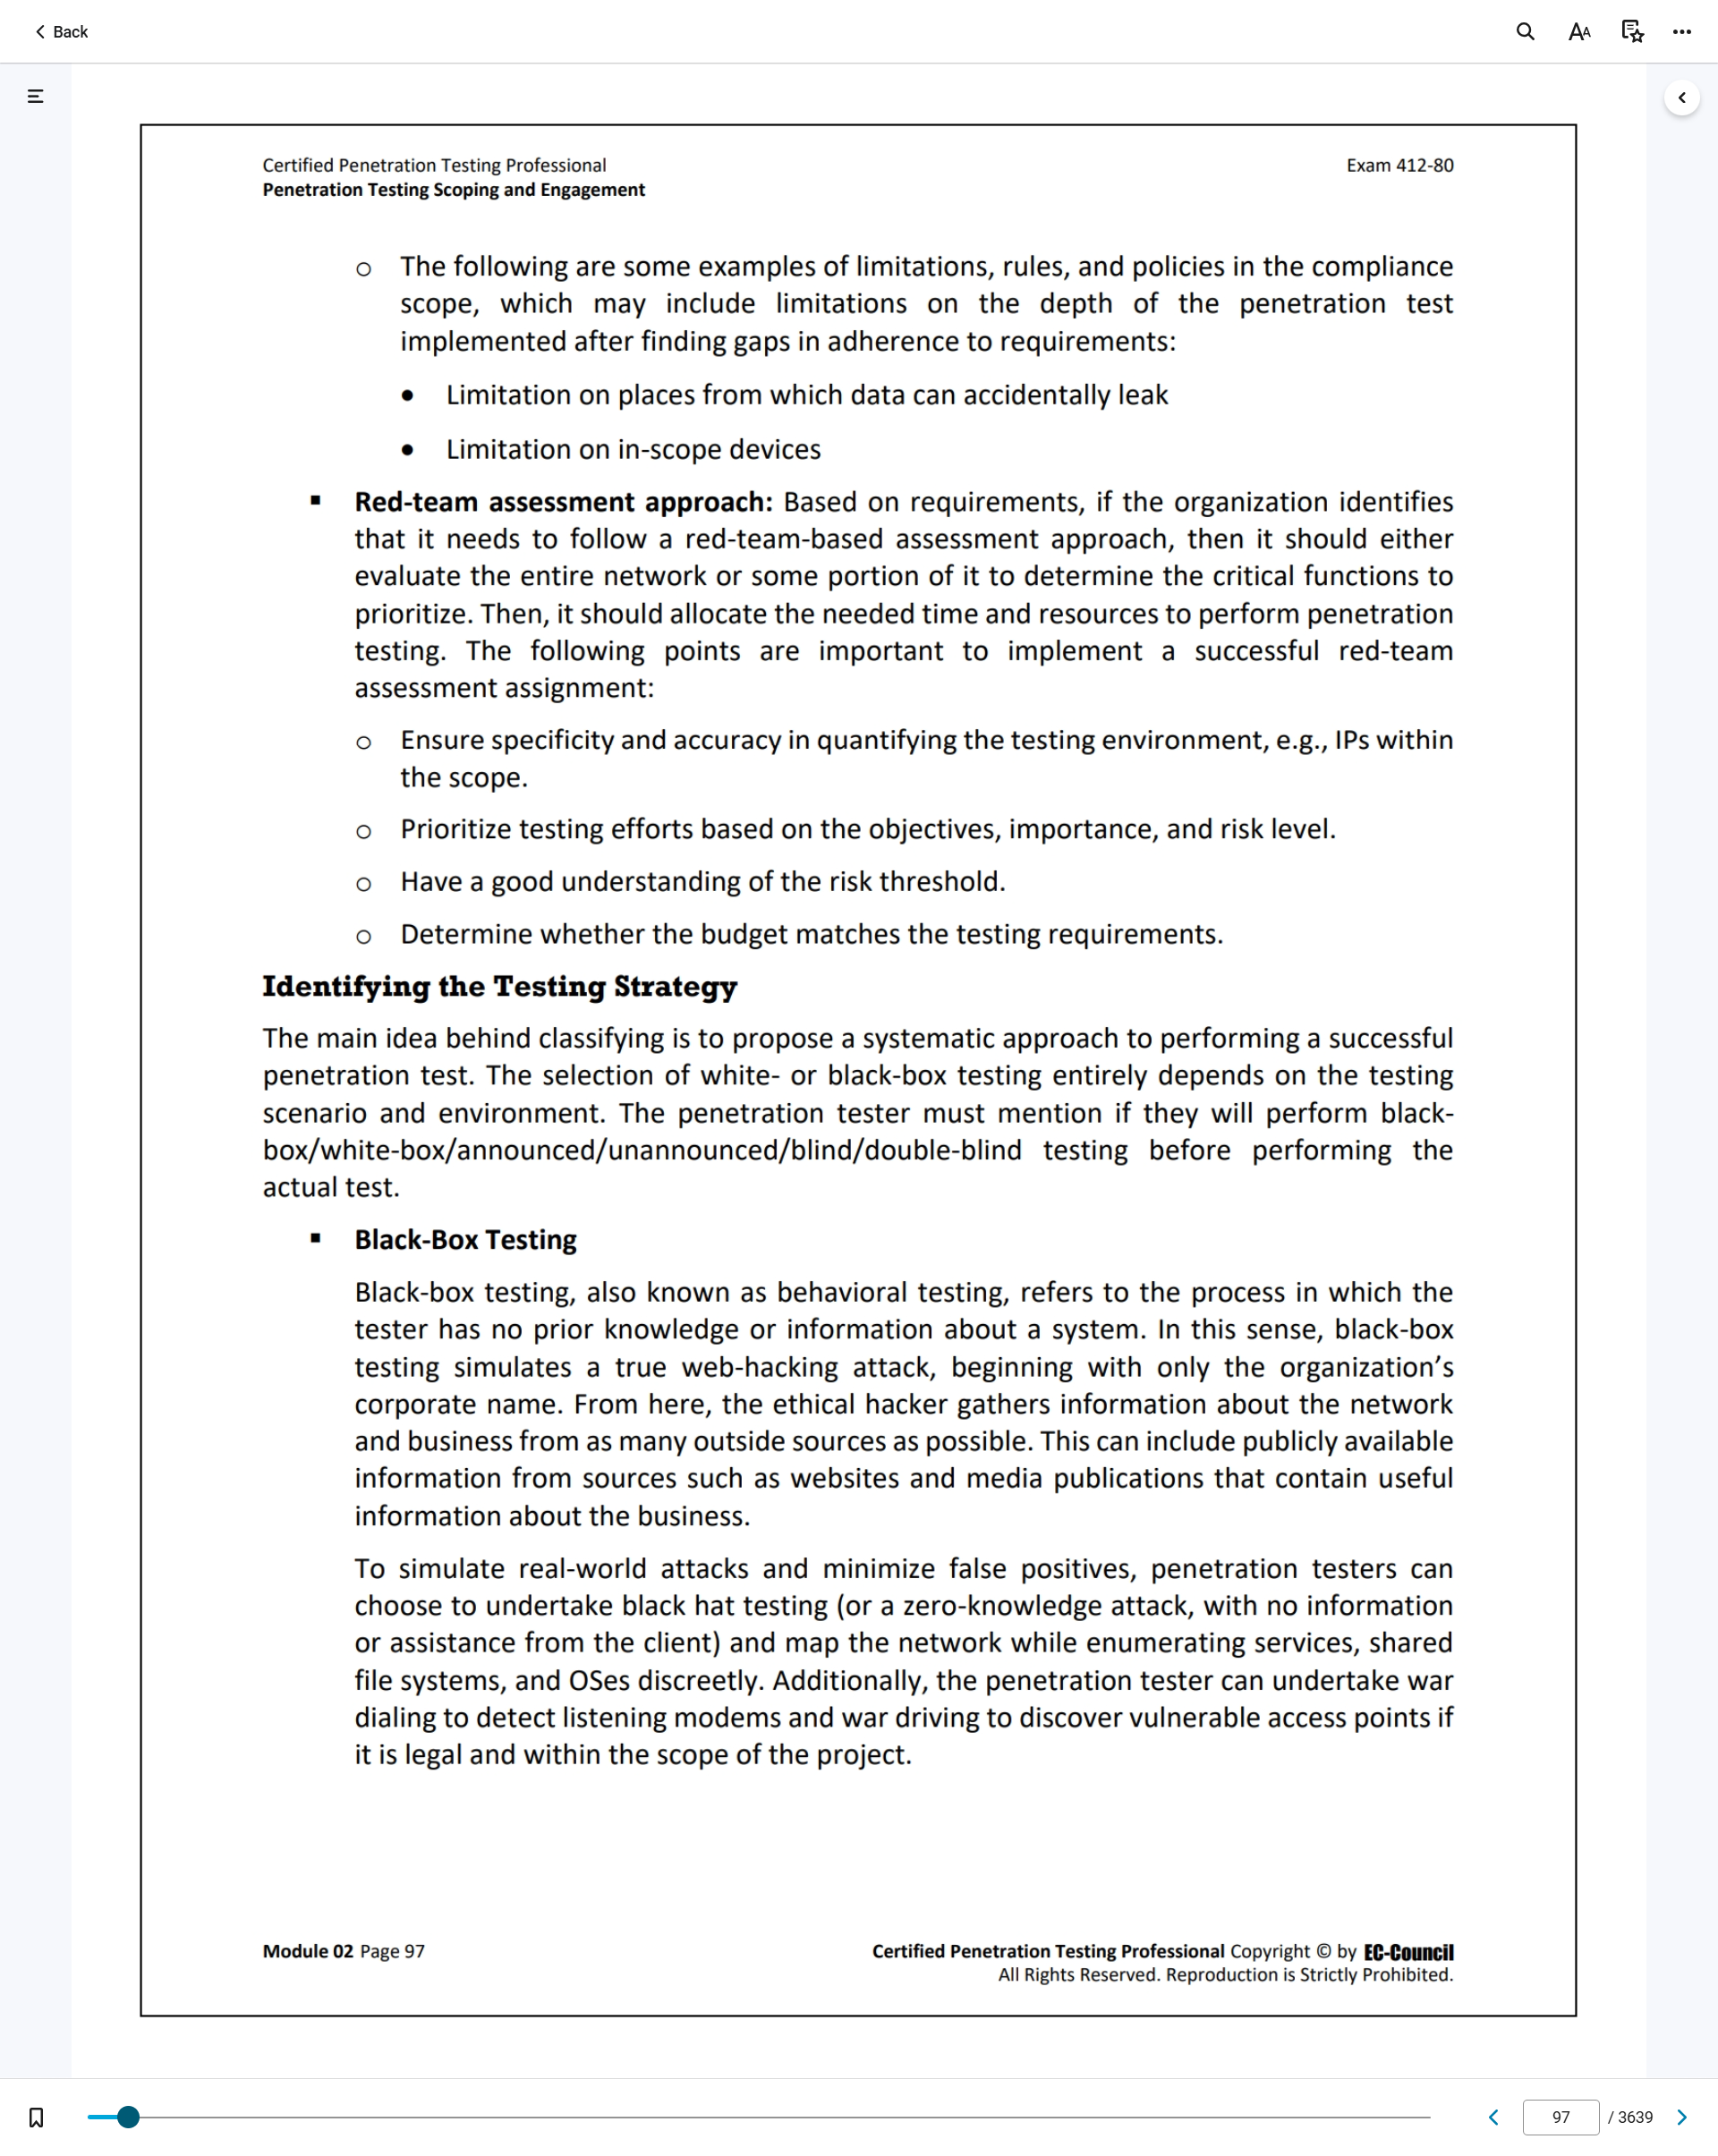 Back
Certified Penetration Testing Professional Exam 412-80
Penetration Testing Scoping and Engagement
o The following are some examples of limitations, rules, and policies in the compliance
scope, which may include limitations on the depth of the penetration test
implemented after finding gaps in adherence to requirements:
• Limitation on places from which data can accidentally leak
• Limitation on in-scope devices
▪ Red-team assessment approach: Based on requirements, if the organization identifies
that it needs to follow a red-team-based assessment approach, then it should either
evaluate the entire network or some portion of it to determine the critical functions to
prioritize. Then, it should allocate the needed time and resources to perform penetration
testing. The following points are important to implement a successful red-team
assessment assignment:
o Ensure specificity and accuracy in quantifying the testing environment, e.g., IPs within
the scope.
o Prioritize testing efforts based on the objectives, importance, and risk level.
o Have a good understanding of the risk threshold.
o Determine whether the budget matches the testing requirements.
Identifying the Testing Strategy
The main idea behind classifying is to propose a systematic approach to performing a successful
penetration test. The selection of white- or black-box testing entirely depends on the testing
scenario and environment. The penetration tester must mention if they will perform black-
box/white-box/announced/unannounced/blind/double-blind testing before performing the
actual test.
▪ Black-Box Testing
Black-box testing, also known as behavioral testing, refers to the process in which the
tester has no prior knowledge or information about a system. In this sense, black-box
testing simulates a true web-hacking attack, beginning with only the organization’s
corporate name. From here, the ethical hacker gathers information about the network
and business from as many outside sources as possible. This can include publicly available
information from sources such as websites and media publications that contain useful
information about the business.
To simulate real-world attacks and minimize false positives, penetration testers can
choose to undertake black hat testing (or a zero-knowledge attack, with no information
or assistance from the client) and map the network while enumerating services, shared
file systems, and OSes discreetly. Additionally, the penetration tester can undertake war
dialing to detect listening modems and war driving to discover vulnerable access points if
it is legal and within the scope of the project.
Module 02 Page 97 Certified Penetration Testing Professional Copyright © by EC-Council
All Rights Reserved. Reproduction is Strictly Prohibited.
97 / 3639